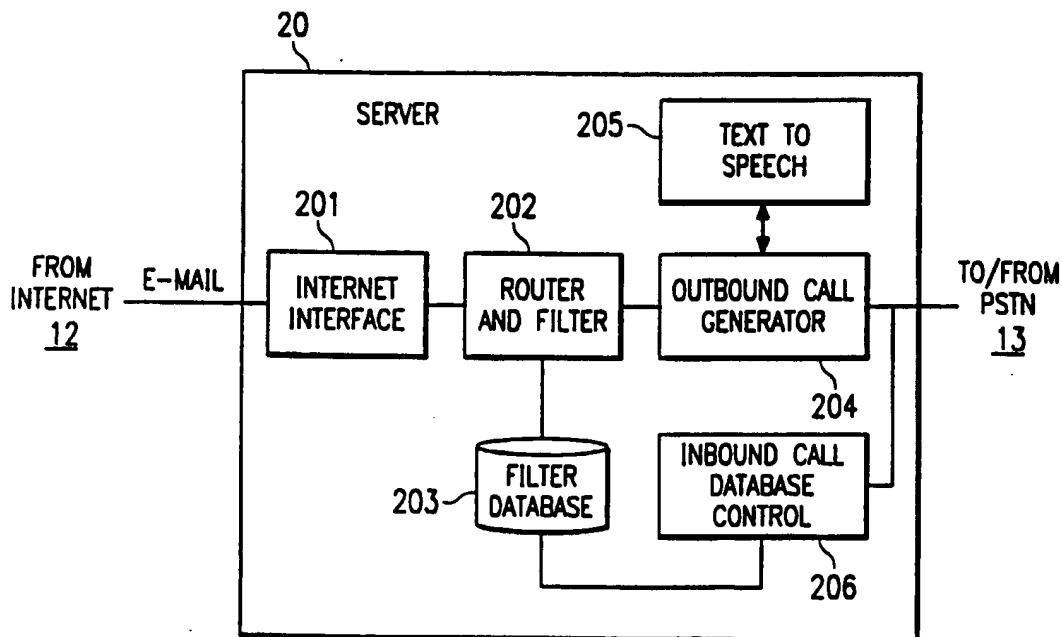 20
SERVER
205
TEXT TO
SPEECH
201
202
FROM
INTERNET
12
E-MAIL
INTERNET
INTERFACE
ROUTER
AND FILTER
OUTBOUND CALL
GENERATOR
TO/FROM
PSTN
13
204
203
FILTER
DATABASE
INBOUND CALL
DATABASE
CONTROL
206